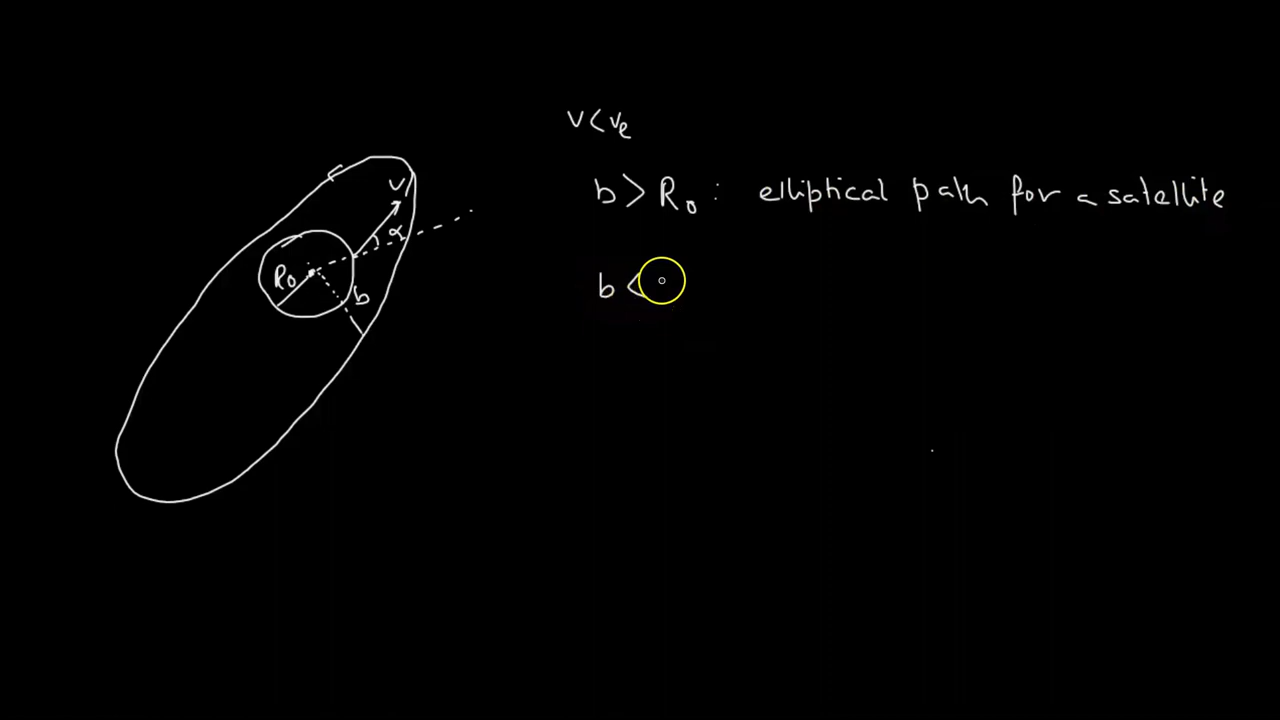 v<vₑ
b>R₀: elliptical path for a satellite
b<
v
α
R₀
b